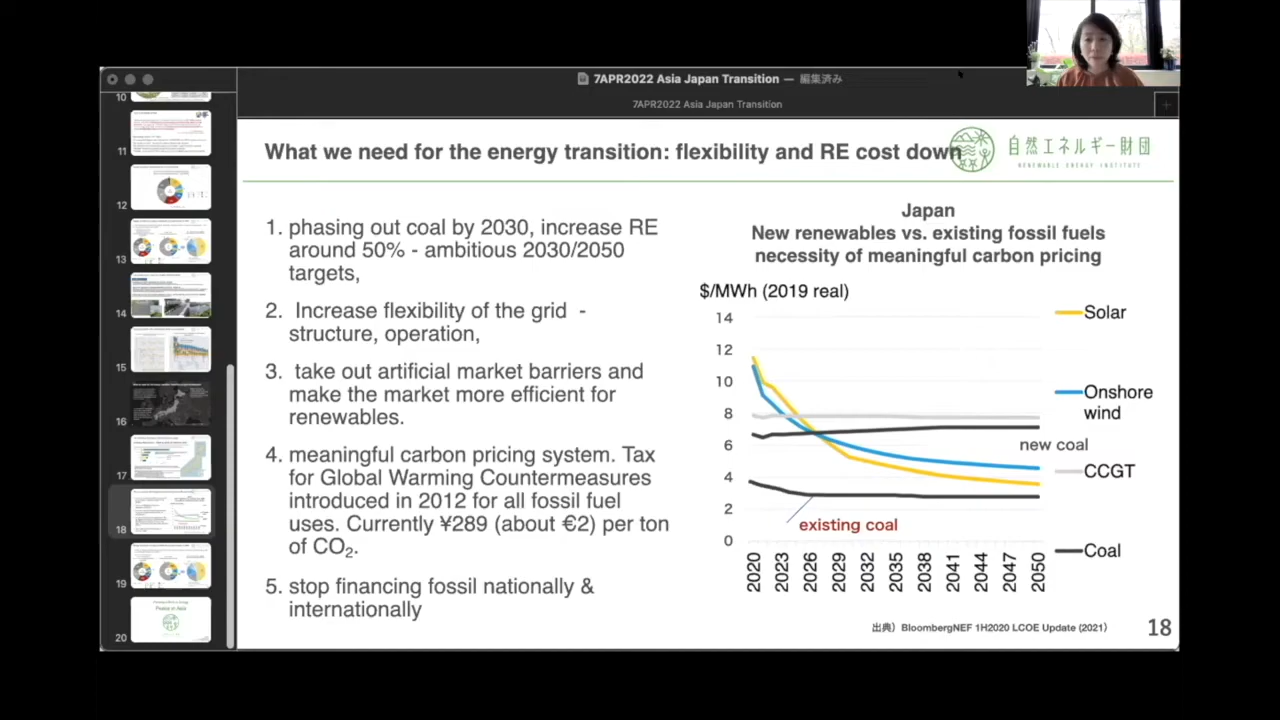 7APR2022 Asia Japan Transition — 編集済み
7APR2022 Asia Japan Transition
What we need for the energy transition: flexibility and RE cost down
自然エネルギー財団
RENEWABLE ENERGY INSTITUTE
1. phasing out coal by 2030, increase RE
around 50% - ambitious 2030/2050
targets,
2. Increase flexibility of the grid -
structure, operation,
3. take out artificial market barriers and
make the market more efficient for
renewables.
4. meaningful carbon pricing system. Tax
for Global Warming Countermeasures
introduced in 2012 for all fossil fuel
uses. Currently ¥289 (about €2) per ton
of CO₂.
5. stop financing fossil nationally &
internationally
Japan
New renewables vs. existing fossil fuels
necessity of meaningful carbon pricing
$/MWh (2019 real)
14
12
10
8
6
4
2
0
2020
2023
2026
2029
2032
2035
2038
2041
2044
2047
2050
Solar
Onshore
wind
new coal
CCGT
existing coal
Coal
出典）BloombergNEF 1H2020 LCOE Update (2021)
18
10
11
12
13
14
15
16
17
18
19
20